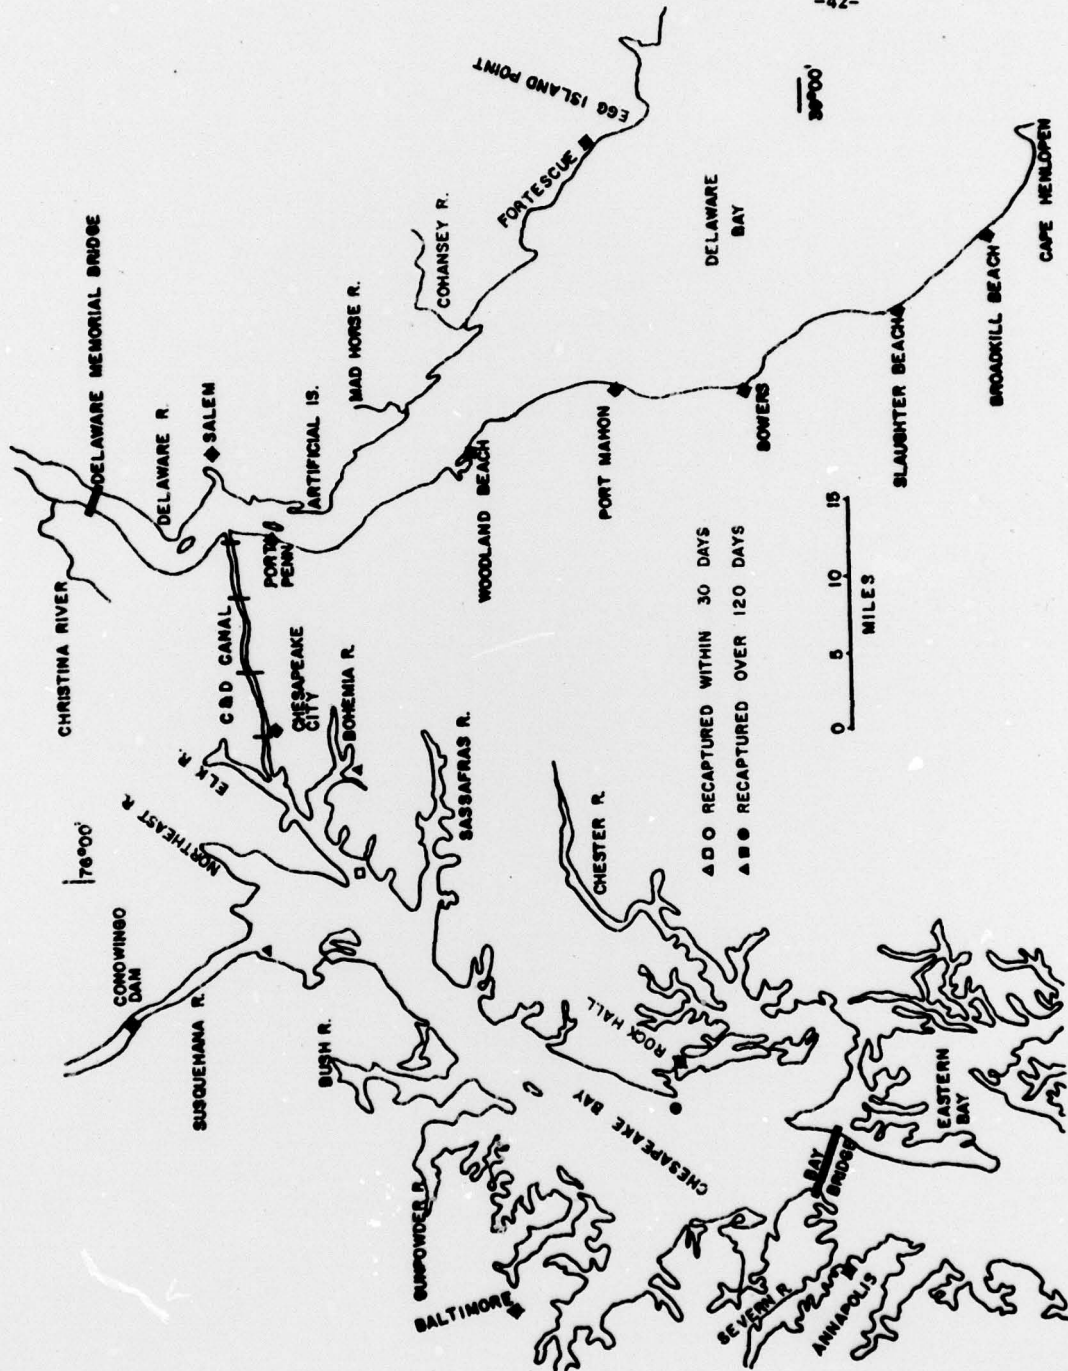 -42-
EGG ISLAND POINT
39°00'
FORTESCUE
DELAWARE
BAY
CAPE HENLOPEN
COHANSEY R.
DELAWARE MEMORIAL BRIDGE
MAD HORSE R.
BROADKILL BEACH
SLAUGHTER BEACH
DELAWARE R.
SALEM
ARTIFICIAL IS.
BOWERS
PORT MAHON
WOODLAND BEACH
PORT
PENN
CHRISTINA RIVER
C&D CANAL
CHESAPEAKE
CITY
BOHEMIA R.
ELK R.
SASSAFRAS R.
NORTHEAST R.
76°00'
CHESTER R.
△□○ RECAPTURED WITHIN 30 DAYS
▲■● RECAPTURED OVER 120 DAYS
0 5 10 15
MILES
CONOWINGO
DAM
SUSQUEHANA R.
BUSH R.
ROCK HALL
CHESAPEAKE BAY
EASTERN
BAY
BAY
BRIDGE
GUNPOWDER R.
BALTIMORE
SEVERN R.
ANNAPOLIS